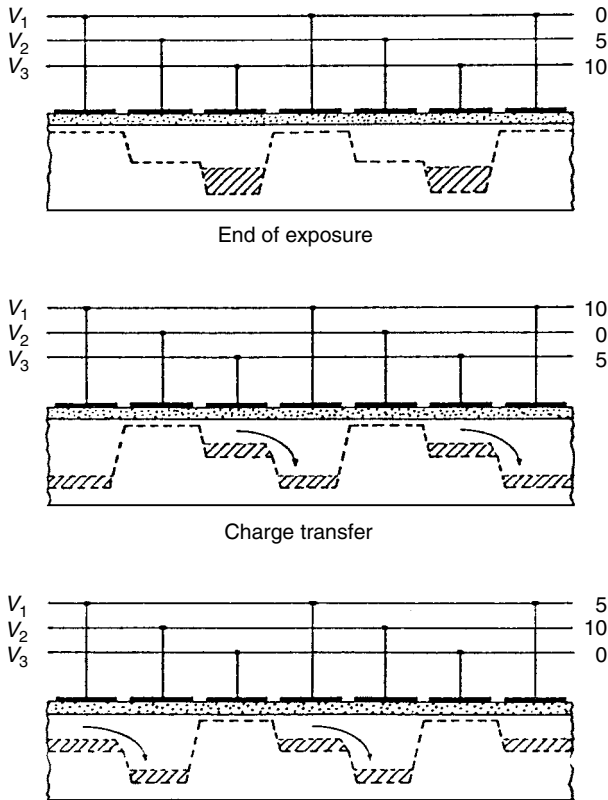 V₁ 0
V₂ 5
V₃ 10
End of exposure
V₁ 10
V₂ 0
V₃ 5
Charge transfer
V₁ 5
V₂ 10
V₃ 0